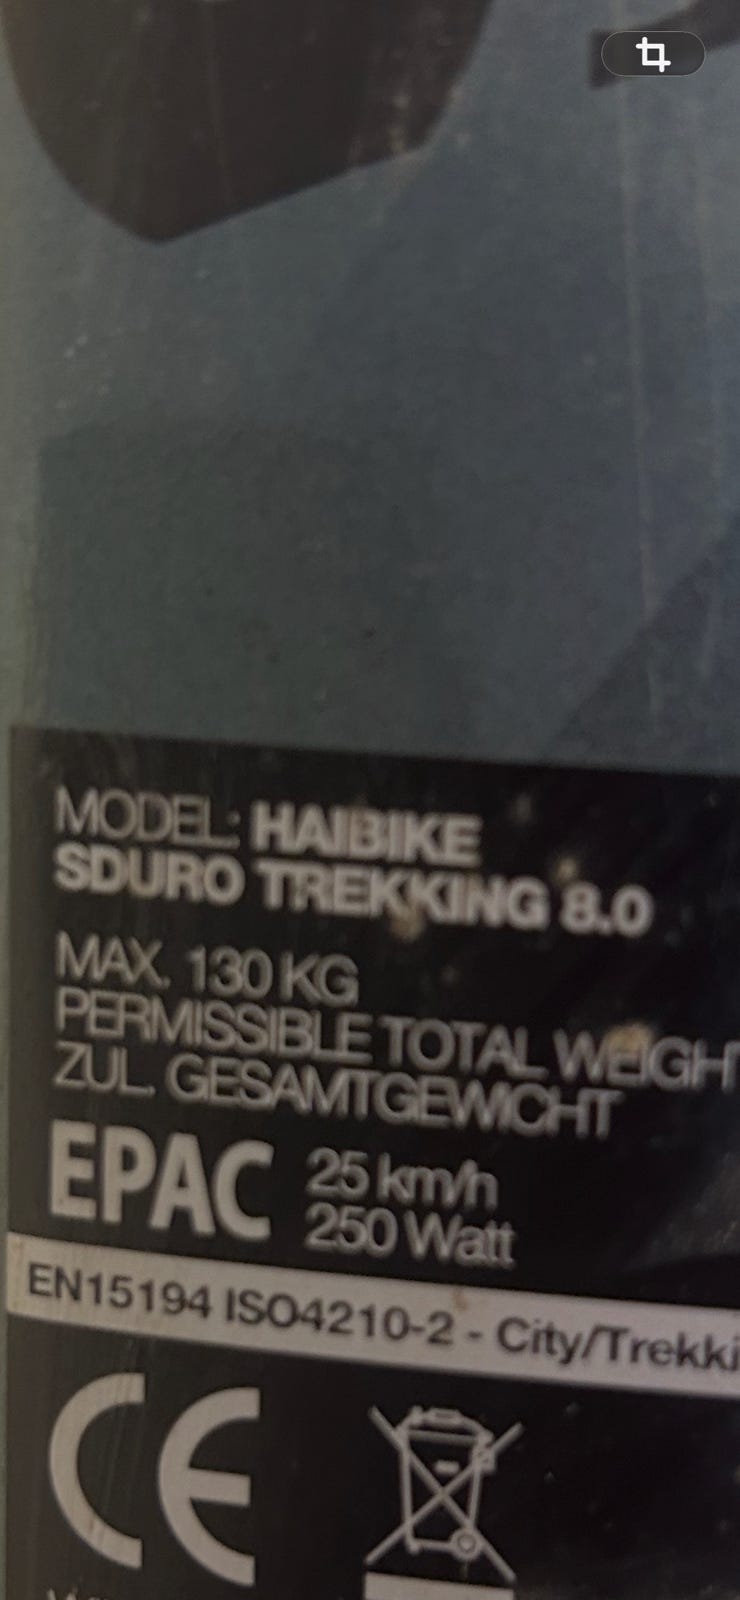 MODEL: HAIBIKE
SDURO TREKKING 8.0
MAX. 130 KG
PERMISSIBLE TOTAL WEIGHT
ZUL. GESAMTGEWICHT
EPAC 25 km/h
250 Watt
EN15194 ISO4210-2 - City/Trekki
CE